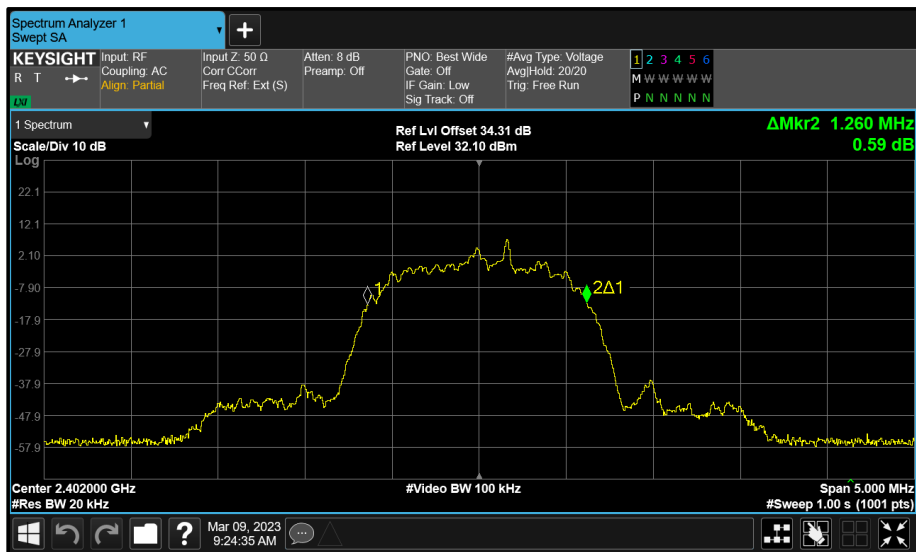 Spectrum Analyzer 1
Swept SA
+
KEYSIGHT
R T
LXI
Input: RF
Coupling: AC
Align: Partial
Input Z: 50 Ω
Corr CCorr
Freq Ref: Ext (S)
Atten: 8 dB
Preamp: Off
PNO: Best Wide
Gate: Off
IF Gain: Low
Sig Track: Off
#Avg Type: Voltage
Avg|Hold: 20/20
Trig: Free Run
1 2 3 4 5 6
M W W W W W
P N N N N N
1 Spectrum
Scale/Div 10 dB
Ref Lvl Offset 34.31 dB
Ref Level 32.10 dBm
ΔMkr2 1.260 MHz
0.59 dB
Log
22.1
12.1
2.10
-7.90
-17.9
-27.9
-37.9
-47.9
-57.9
1
2Δ1
Center 2.402000 GHz
#Res BW 20 kHz
#Video BW 100 kHz
Span 5.000 MHz
#Sweep 1.00 s (1001 pts)
?
Mar 09, 2023
9:24:35 AM